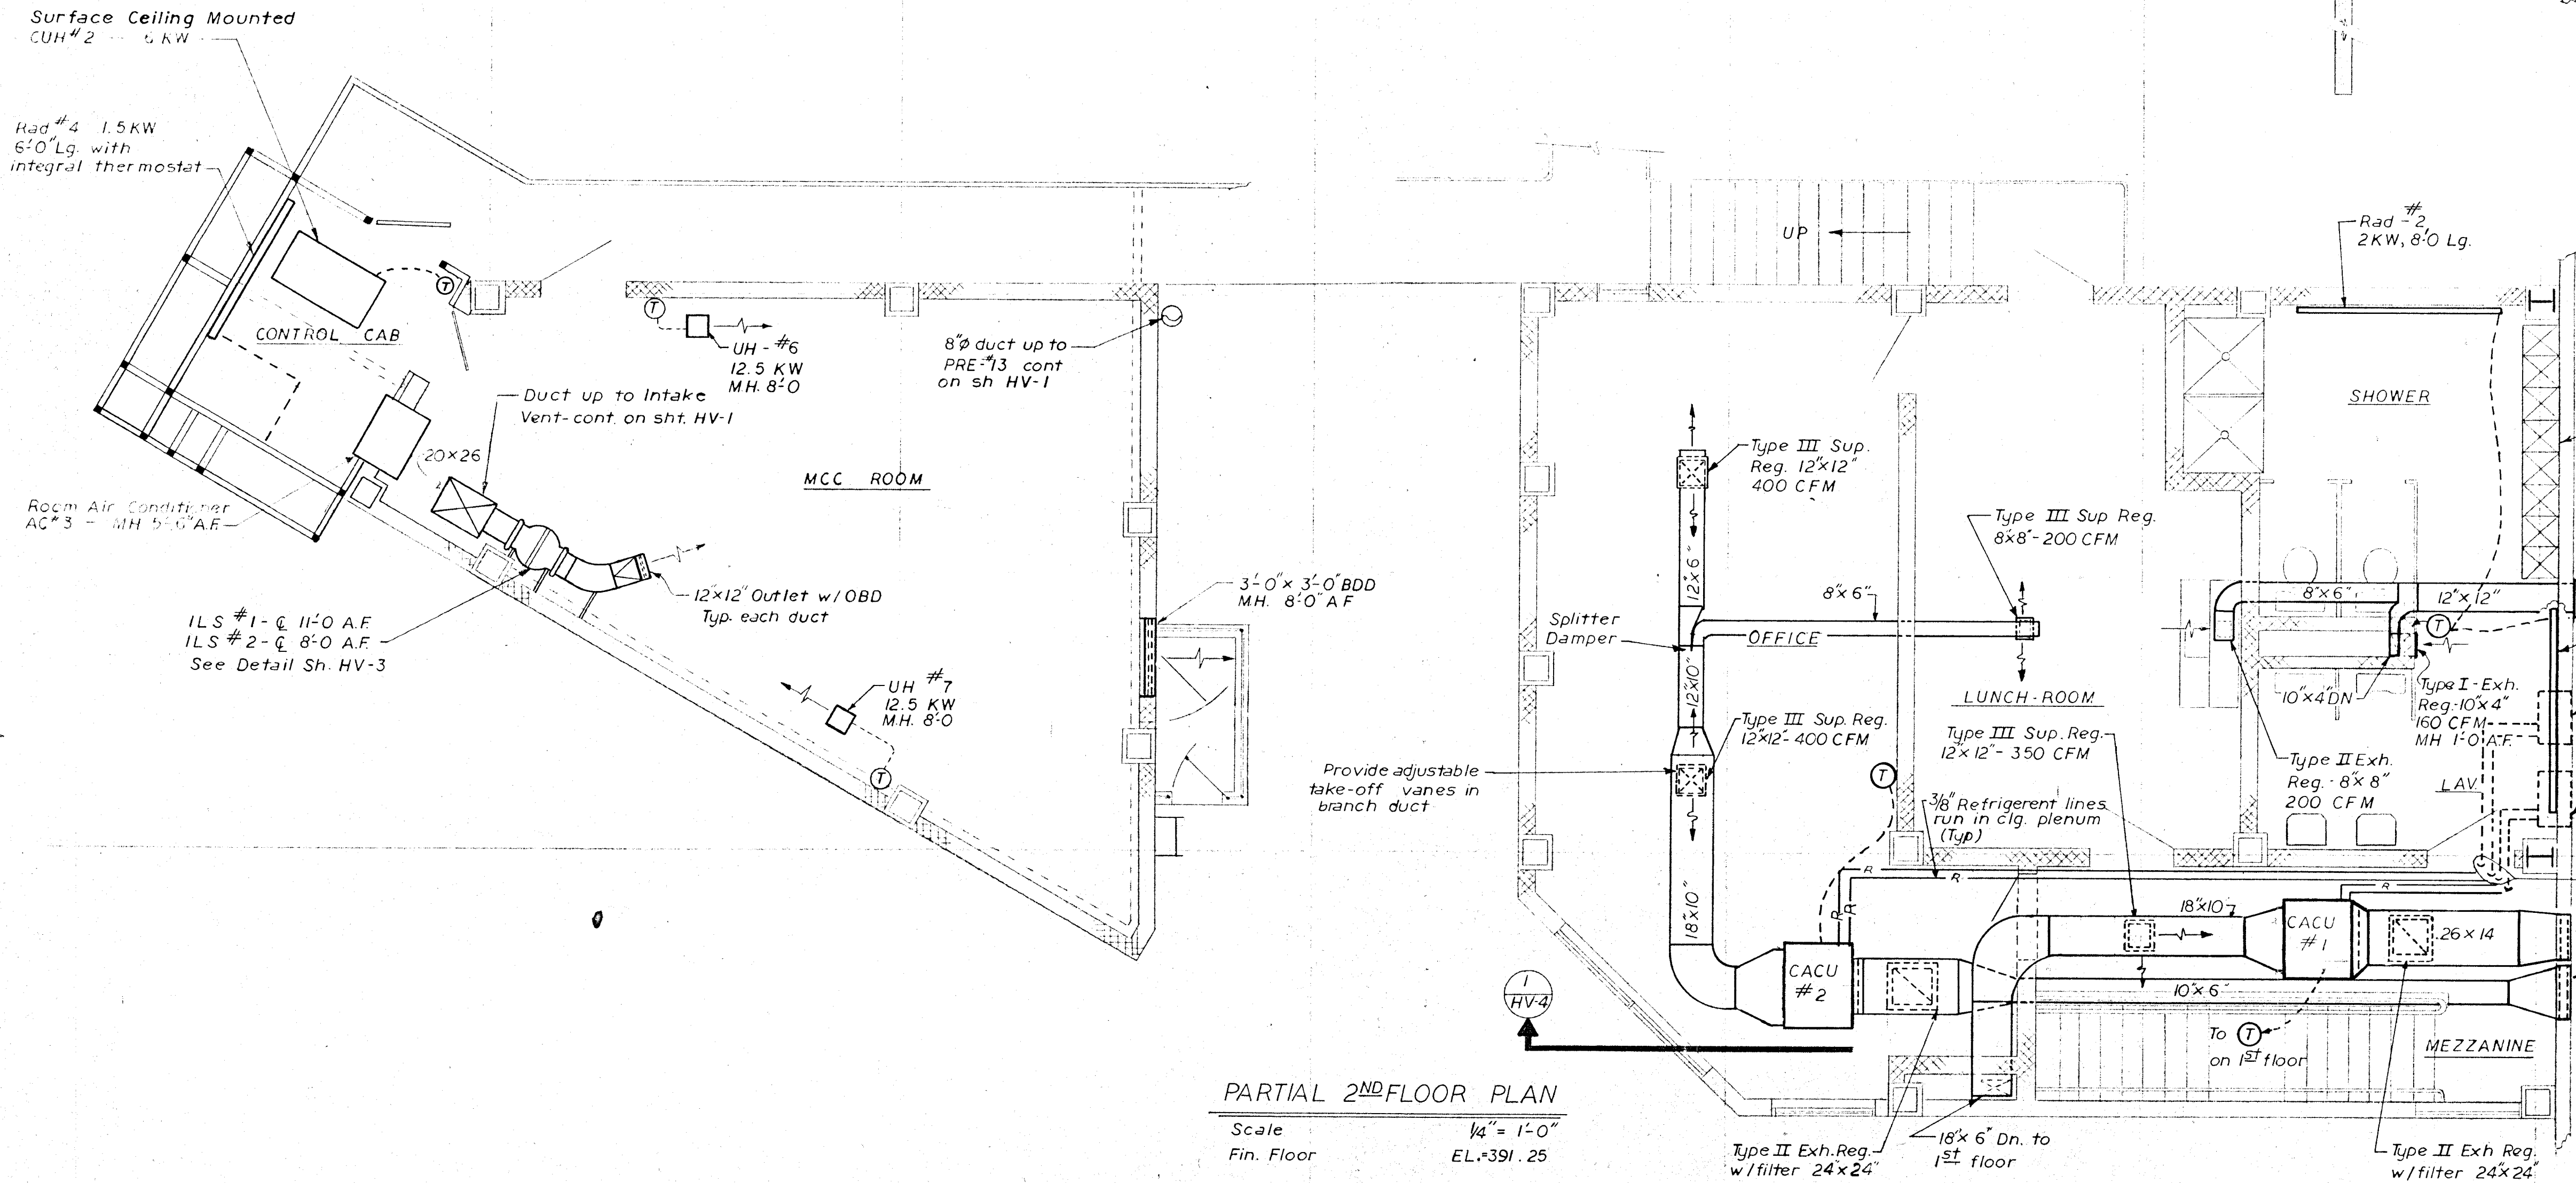 Surface Ceiling Mounted
CUH #2 - 6 KW
Rad #4 1.5 KW
6'-0" Lg. with
integral thermostat
CONTROL CAB
T
T
UH - #6
12.5 KW
M.H. 8'-0
8"Ø duct up to
PRE-#13 cont
on sh HV-1
Duct up to Intake
Vent-cont. on sht. HV-1
20×26
MCC ROOM
Room Air Conditioner
AC#3 - MH 5'-6" A.F.
12"×12" Outlet w/ OBD
Typ. each duct
ILS #1 - ℄ 11'-0 A.F.
ILS #2 - ℄ 8'-0 A.F.
See Detail Sh. HV-3
UH #7
12.5 KW
M.H. 8'-0
T
3'-0" × 3'-0" BDD
M.H. 8'-0" A F
UP
Rad - #2
2KW, 8'-0 Lg.
SHOWER
Type III Sup.
Reg. 12"×12"
400 CFM
Type III Sup Reg.
8"×8" - 200 CFM
12"×6"
8"×6"
Splitter
Damper
OFFICE
12"×10"
LUNCH-ROOM
Type III Sup. Reg.
12"×12" - 400 CFM
Type III Sup. Reg.
12"×12" - 350 CFM
Provide adjustable
take-off vanes in
branch duct
T
3/8" Refrigerent lines
run in clg. plenum
(Typ)
8"×6"
12"×12"
T
10"×4" DN
Type I - Exh.
Reg. - 10"×4"
160 CFM
MH 1'-0 A.F.
Type II Exh.
Reg. - 8"×8"
200 CFM
LAV.
R
R
R
R
R
18"×10"
18"×10"
CACU
#1
26×14
CACU
#2
10"×6"
1
HV-4
To T
on 1st floor
MEZZANINE
PARTIAL 2ND FLOOR PLAN
Scale 1/4" = 1'-0"
Fin. Floor EL.=391.25
Type II Exh. Reg.
w/filter 24"×24"
18"×6" Dn. to
1st floor
Type II Exh Reg.
w/filter 24"×24"